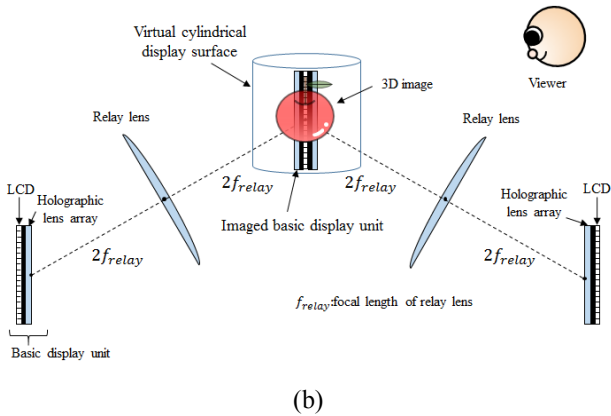 Virtual cylindrical
display surface
3D image
Viewer
Relay lens
Relay lens
2f_relay
2f_relay
LCD
Holographic
lens array
Imaged basic display unit
Holographic
lens array
LCD
2f_relay
2f_relay
f_relay:focal length of relay lens
Basic display unit
(b)